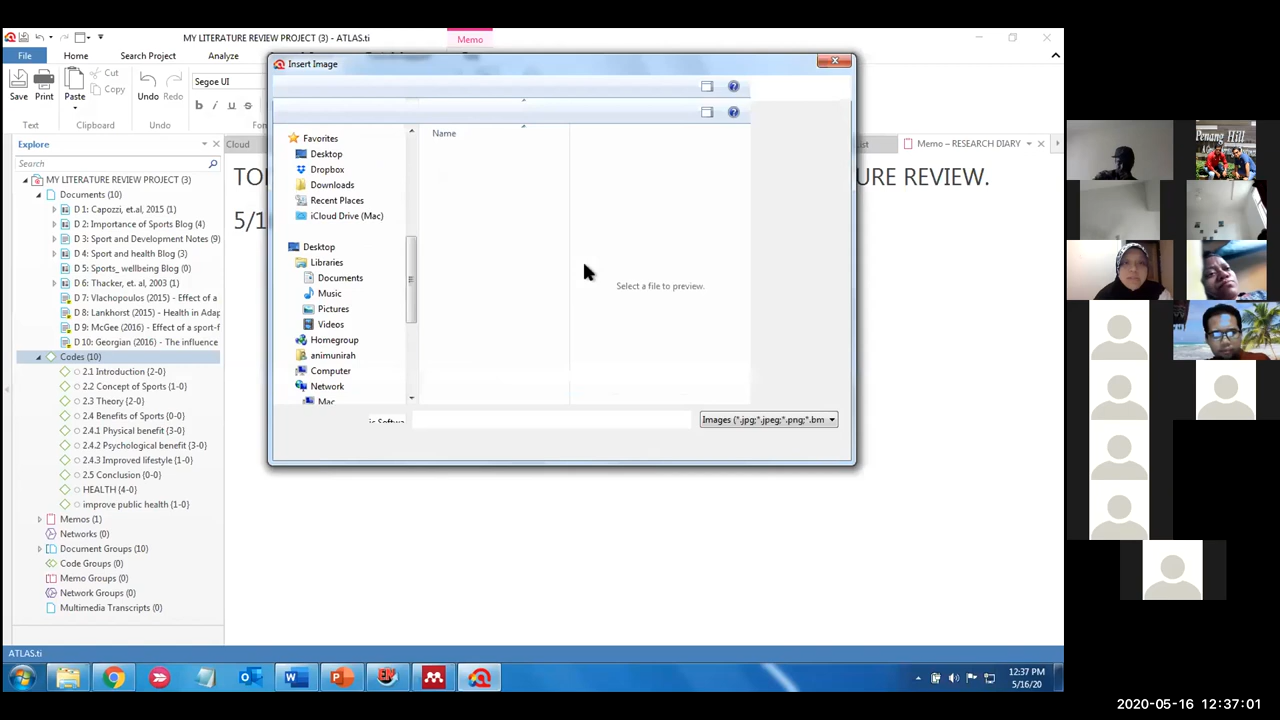 MY LITERATURE REVIEW PROJECT (3) - ATLAS.ti
Memo
File
Home
Search Project
Analyze
Insert Image
Save
Print
Paste
Cut
Copy
Undo
Redo
Segoe UI
Text
Clipboard
Undo
Explore
Search
Cloud
Memo – RESEARCH DIARY
MY LITERATURE REVIEW PROJECT (3)
Documents (10)
D 1: Capozzi, et.al, 2015 (1)
D 2: Importance of Sports Blog (4)
D 3: Sport and Development Notes (9)
D 4: Sport and health Blog (3)
D 5: Sports_ wellbeing Blog (0)
D 6: Thacker, et.al, 2003 (1)
D 7: Vlachopoulos (2015) - Effect of a
D 8: Lankhorst (2015) - Health in Adap
D 9: McGee (2016) - Effect of a sport-f
D 10: Georgian (2016) - The influence
Codes (10)
2.1 Introduction {2-0}
2.2 Concept of Sports {1-0}
2.3 Theory {2-0}
2.4 Benefits of Sports {0-0}
2.4.1 Physical benefit {3-0}
2.4.2 Psychological benefit {3-0}
2.4.3 Improved lifestyle {1-0}
2.5 Conclusion {0-0}
HEALTH {4-0}
improve public health {1-0}
Memos (1)
Networks (0)
Document Groups (10)
Code Groups (0)
Memo Groups (0)
Network Groups (0)
Multimedia Transcripts (0)
URE REVIEW.
5/1
Name
Favorites
Desktop
Dropbox
Downloads
Recent Places
iCloud Drive (Mac)
Desktop
Libraries
Documents
Music
Pictures
Videos
Homegroup
animunirah
Computer
Network
Mac
Select a file to preview.
Images (*.jpg;*.jpeg;*.png;*.bm
ATLAS.ti
12:37 PM
5/16/20
Penang Hill
2020-05-16 12:37:01